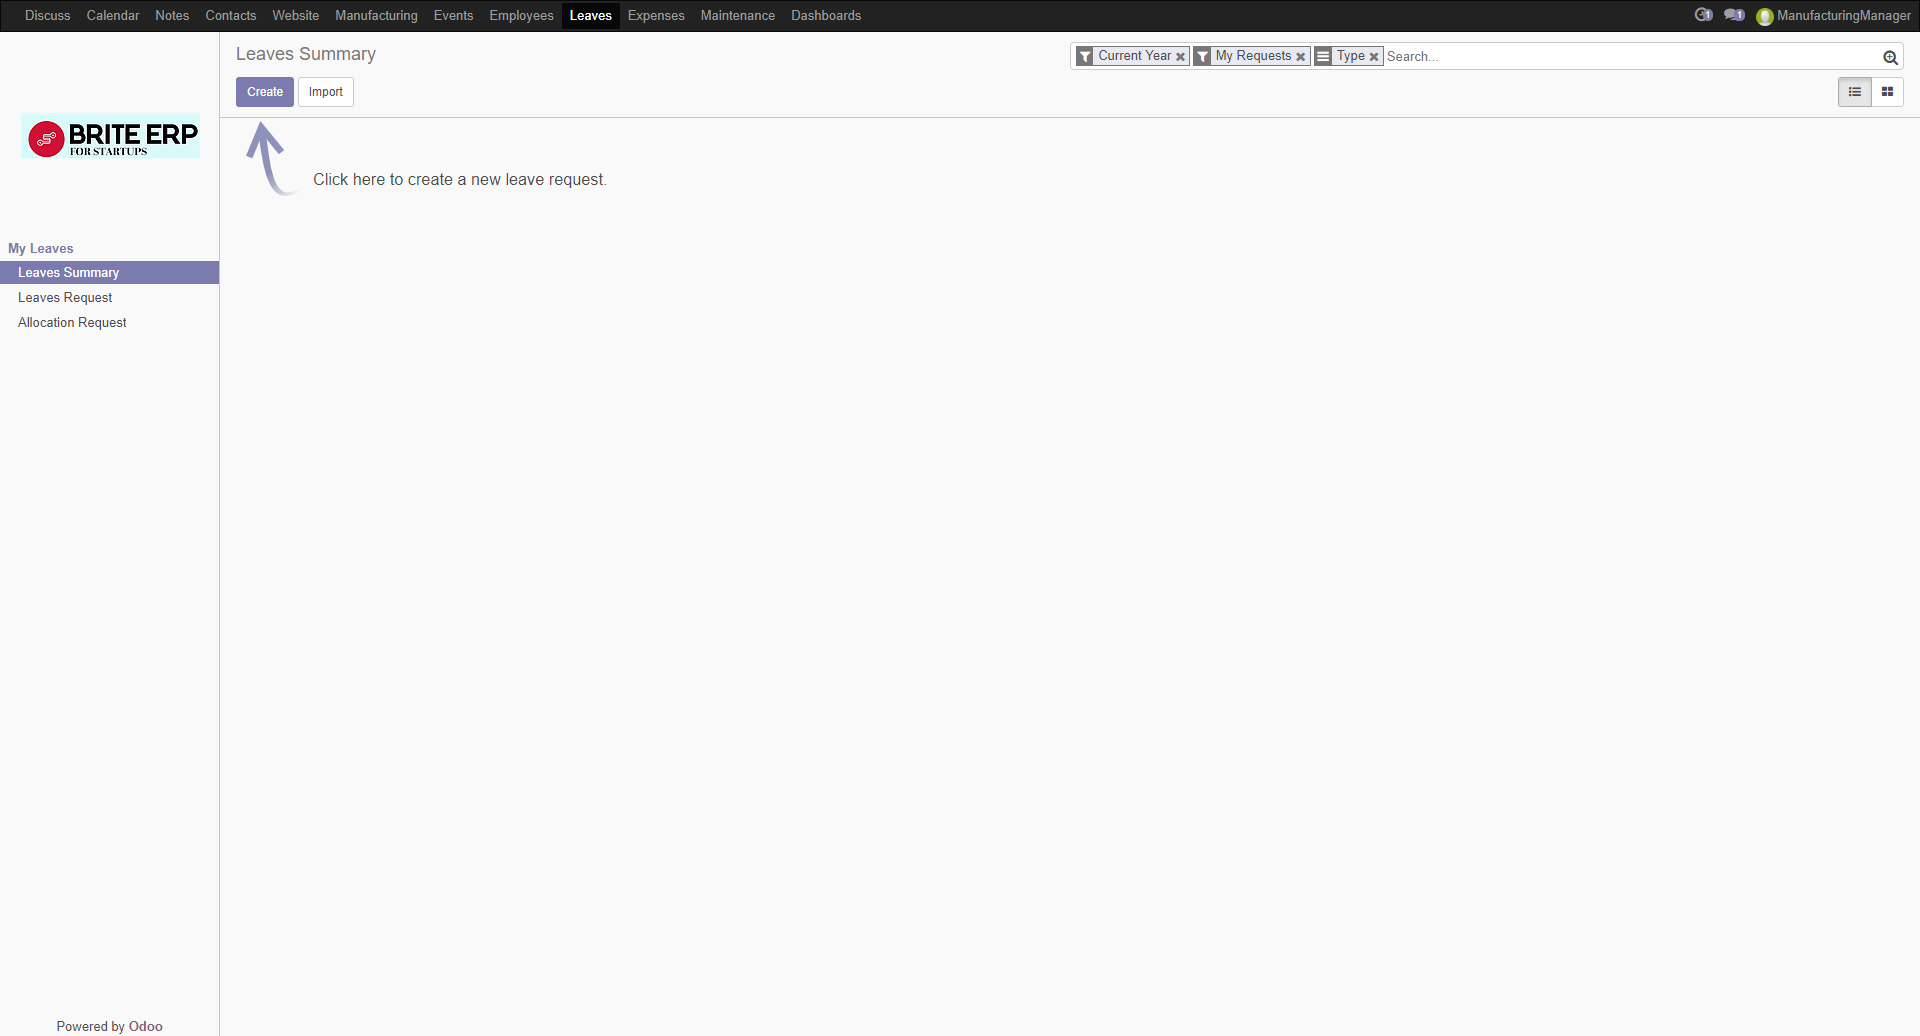 Discuss Calendar Notes Contacts Website Manufacturing Events Employees Leaves Expenses Maintenance Dashboards 1 1 ManufacturingManager
Leaves Summary
Current Year My Requests Type Search...
Create Import
BRITE ERP
FOR STARTUPS
Click here to create a new leave request.
My Leaves
Leaves Summary
Leaves Request
Allocation Request
Powered by Odoo